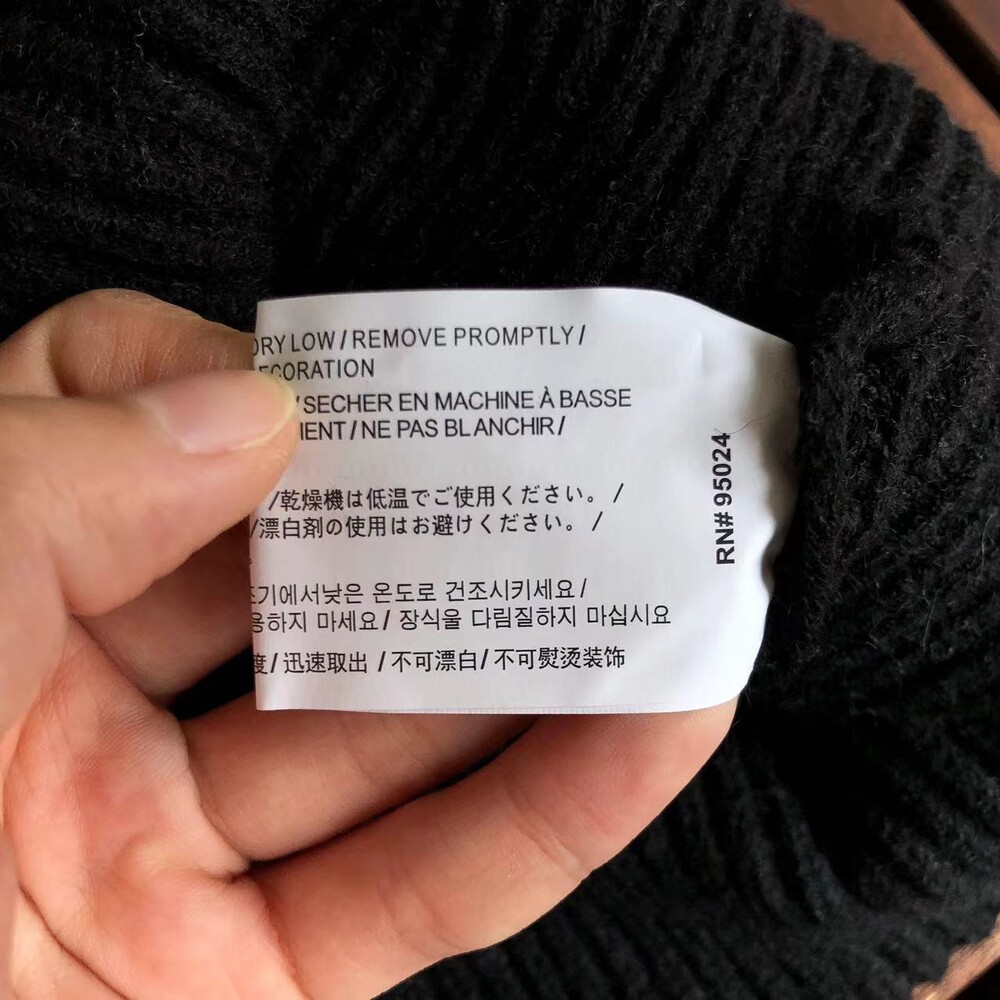 DRY LOW / REMOVE PROMPTLY /
ECORATION
/ SECHER EN MACHINE À BASSE
MENT / NE PAS BLANCHIR /
/乾燥機は低温でご使用ください。 /
/漂白剤の使用はお避けください。 /
기에서낮은 온도로 건조시키세요 /
용하지 마세요 / 장식울 다림질하지 마십시요
度 / 迅速取出 / 不可漂白 / 不可熨烫装饰
RN# 95024